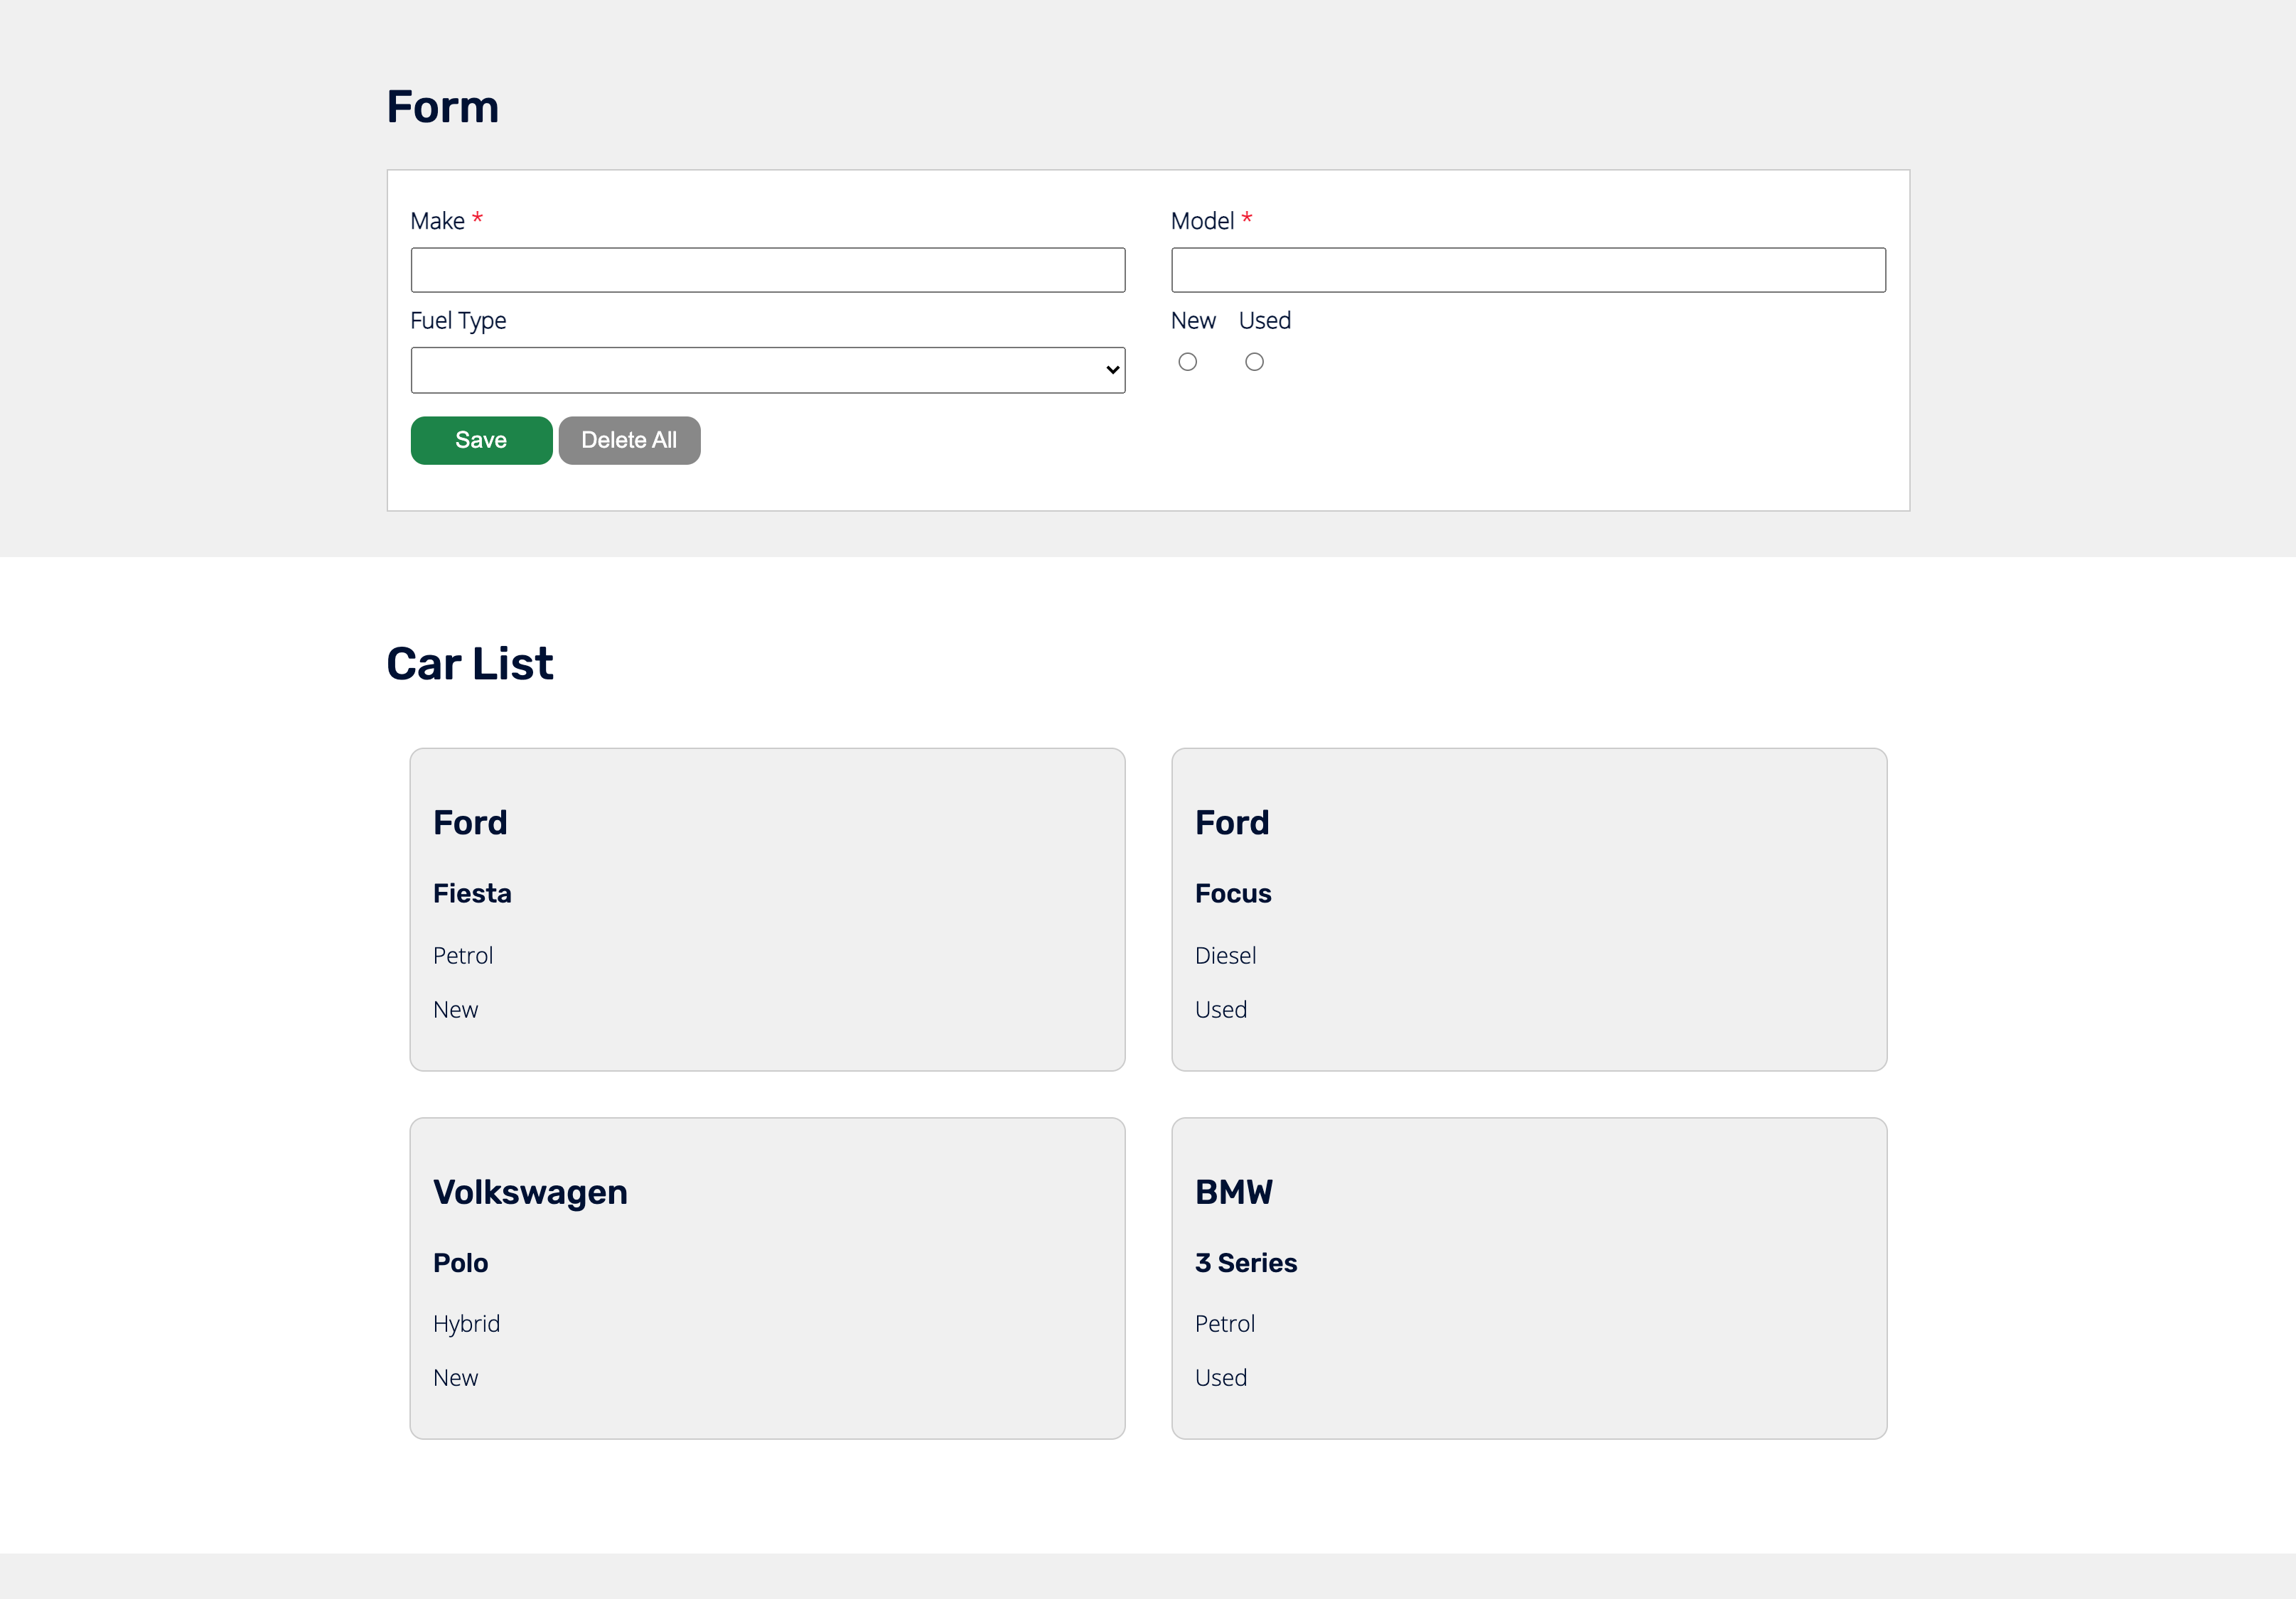 Form
Make * Model *
Fuel Type New Used
Save Delete All
Car List
Ford
Fiesta
Petrol
New
Ford
Focus
Diesel
Used
Volkswagen
Polo
Hybrid
New
BMW
3 Series
Petrol
Used